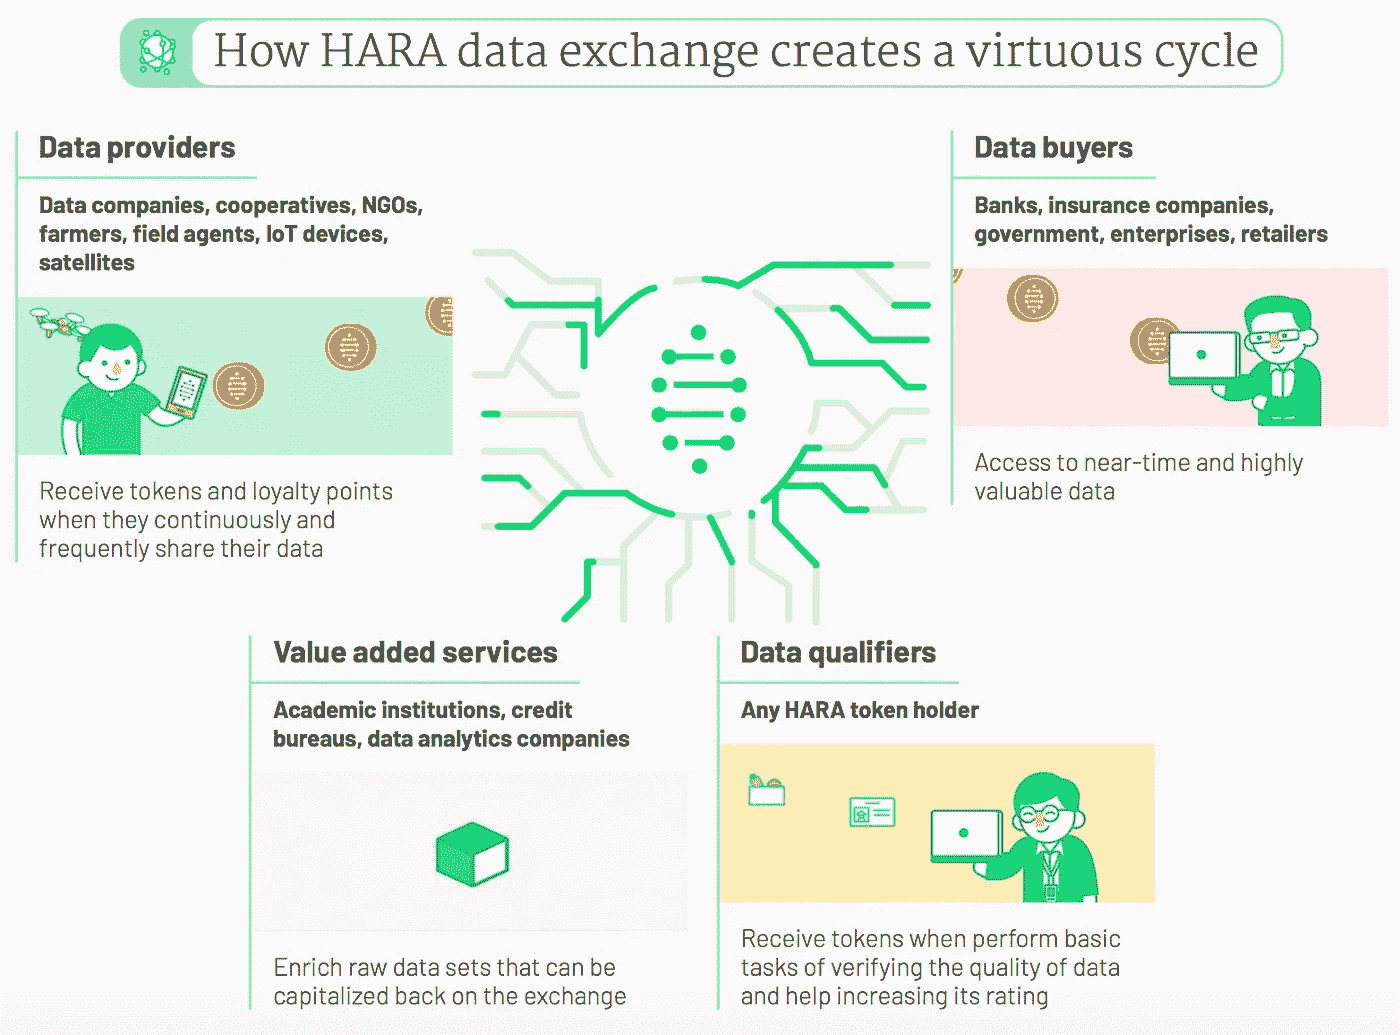 How HARA data exchange creates a virtuous cycle
Data providers
Data companies, cooperatives, NGOs,
farmers, field agents, IoT devices,
satellites
Receive tokens and loyalty points
when they continuously and
frequently share their data
Data buyers
Banks, insurance companies,
government, enterprises, retailers
Access to near-time and highly
valuable data
Value added services
Academic institutions, credit
bureaus, data analytics companies
Enrich raw data sets that can be
capitalized back on the exchange
Data qualifiers
Any HARA token holder
Receive tokens when perform basic
tasks of verifying the quality of data
and help increasing its rating